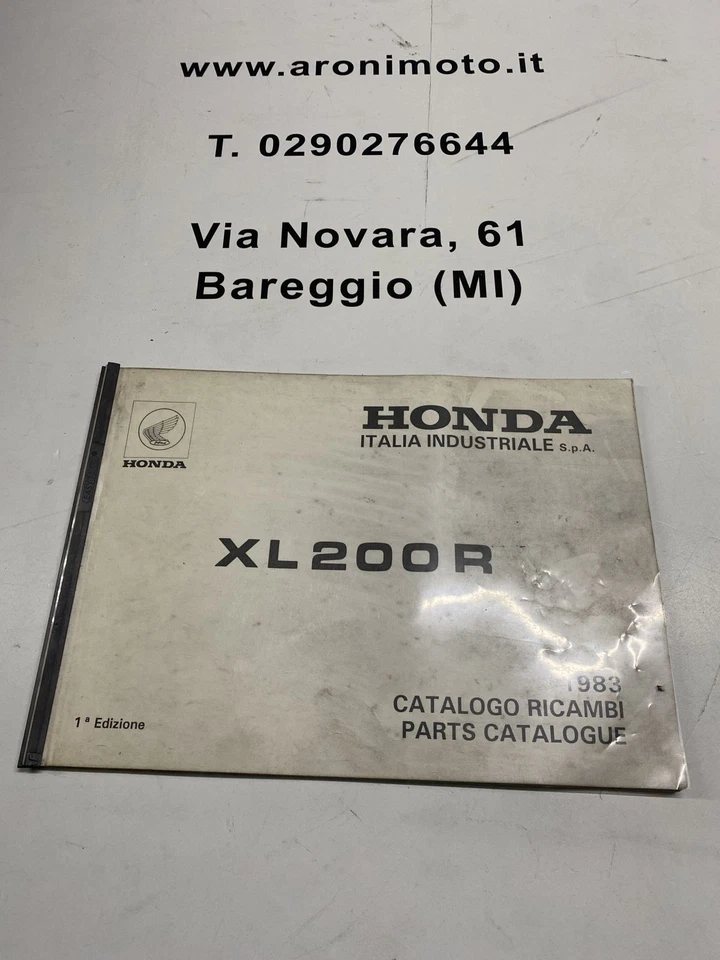 www.aronimoto.it
T. 0290276644
Via Novara, 61
Bareggio (MI)
HONDA
HONDA
ITALIA INDUSTRIALE S.p.A.
XL200R
1983
CATALOGO RICAMBI
PARTS CATALOGUE
1ª Edizione